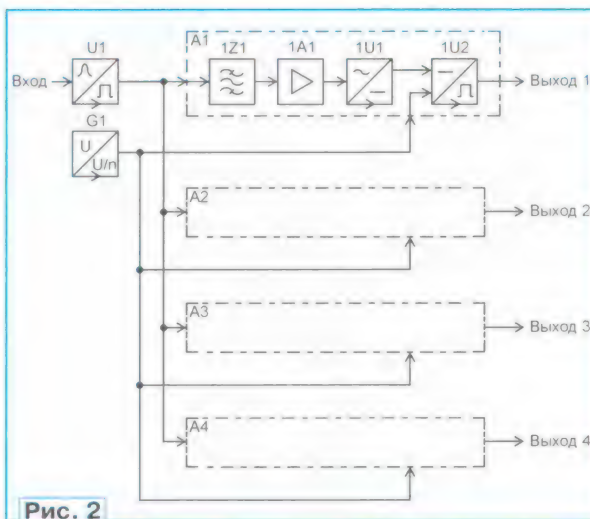 A1
U1
1Z1 1A1 1U1 1U2
Вход
Выход 1
G1
U
U/n
A2
Выход 2
A3
Выход 3
A4
Выход 4
Рис. 2